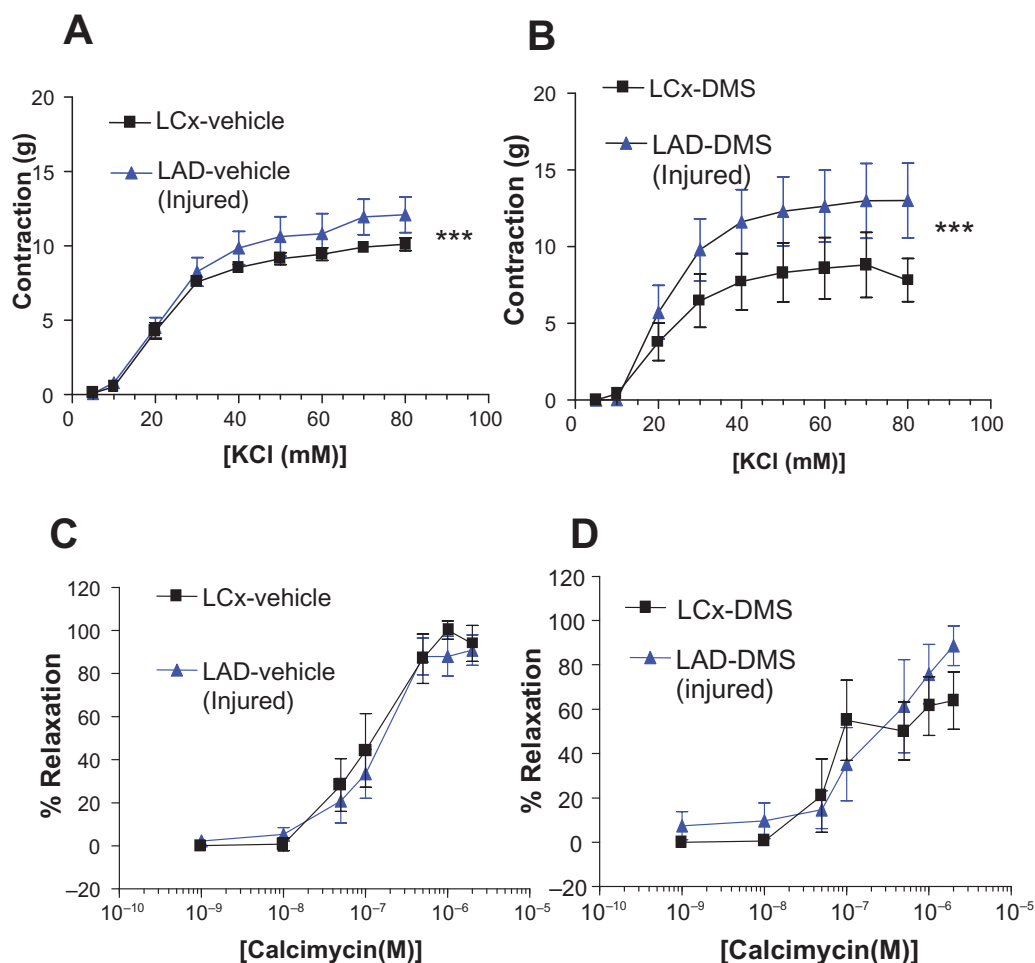 A
Contraction (g)
20
15
10
5
0
LCx-vehicle
LAD-vehicle
(Injured)
***
0 20 40 60 80 100
[KCl (mM)]
B
Contraction (g)
20
15
10
5
0
LCx-DMS
LAD-DMS
(Injured)
***
0 20 40 60 80 100
[KCl (mM)]
C
% Relaxation
120
100
80
60
40
20
0
–20
LCx-vehicle
LAD-vehicle
(Injured)
10⁻¹⁰ 10⁻⁹ 10⁻⁸ 10⁻⁷ 10⁻⁶ 10⁻⁵
[Calcimycin(M)]
D
% Relaxation
120
100
80
60
40
20
0
–20
LCx-DMS
LAD-DMS
(injured)
10⁻¹⁰ 10⁻⁹ 10⁻⁸ 10⁻⁷ 10⁻⁶ 10⁻⁵
[Calcimycin(M)]